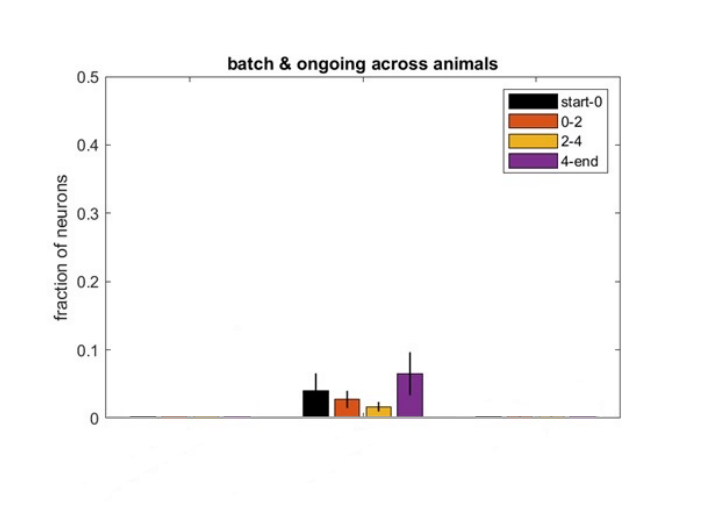 batch & ongoing across animals
0.5
0.4
0.3
0.2
0.1
0
fraction of neurons
start-0
0-2
2-4
4-end